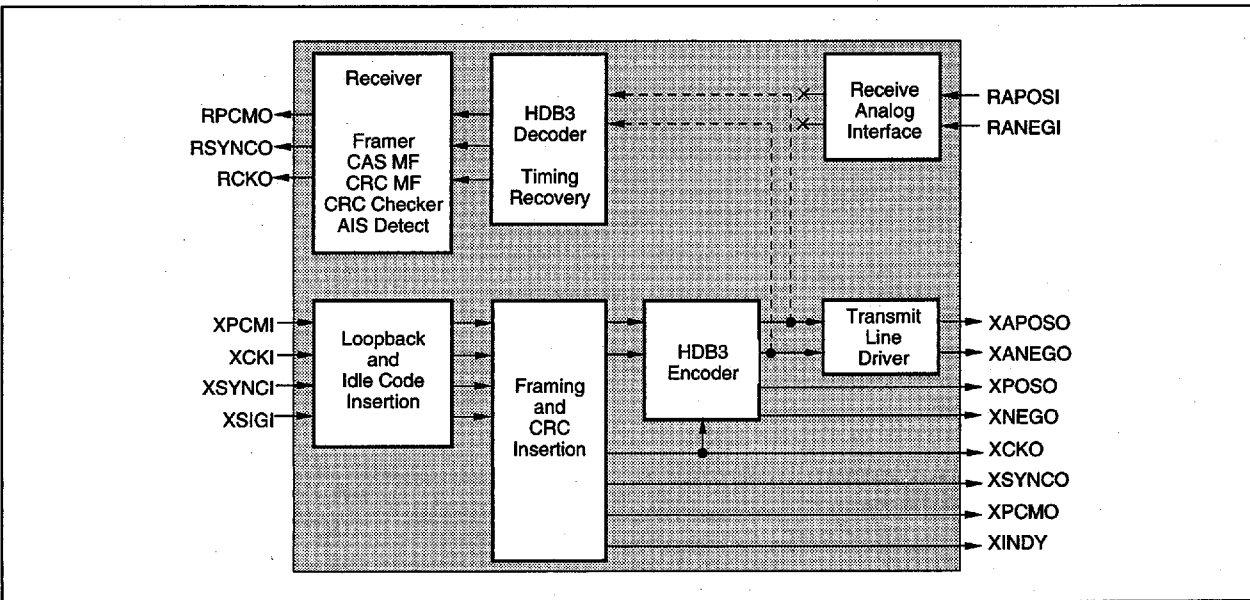 Receiver
Framer
CAS MF
CRC MF
CRC Checker
AIS Detect
HDB3
Decoder
Timing
Recovery
Receive
Analog
Interface
RAPOSI
RANEGI
RPCMO
RSYNCO
RCKO
XPCMI
XCKI
XSYNCI
XSIGI
Loopback
and
Idle Code
Insertion
Framing
and
CRC
Insertion
HDB3
Encoder
Transmit
Line
Driver
XAPOSO
XANEGO
XPOSO
XNEGO
XCKO
XSYNCO
XPCMO
XINDY